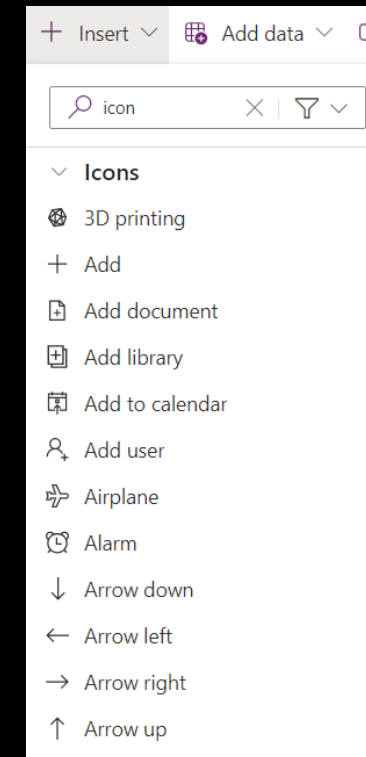 Insert Add data
icon
Icons
3D printing
Add
Add document
Add library
Add to calendar
Add user
Airplane
Alarm
Arrow down
Arrow left
Arrow right
Arrow up